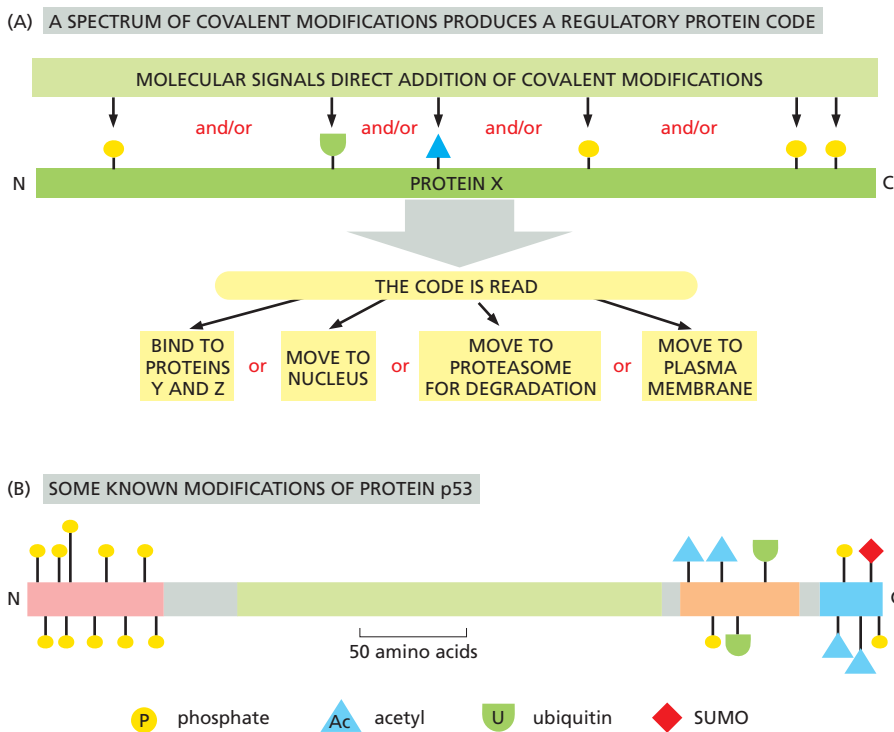 (A) A SPECTRUM OF COVALENT MODIFICATIONS PRODUCES A REGULATORY PROTEIN CODE
MOLECULAR SIGNALS DIRECT ADDITION OF COVALENT MODIFICATIONS
and/or and/or and/or and/or
N PROTEIN X C
THE CODE IS READ
BIND TO
PROTEINS
Y AND Z
or
MOVE TO
NUCLEUS
or
MOVE TO
PROTEASOME
FOR DEGRADATION
or
MOVE TO
PLASMA
MEMBRANE
(B) SOME KNOWN MODIFICATIONS OF PROTEIN p53
N C
50 amino acids
P phosphate Ac acetyl U ubiquitin SUMO